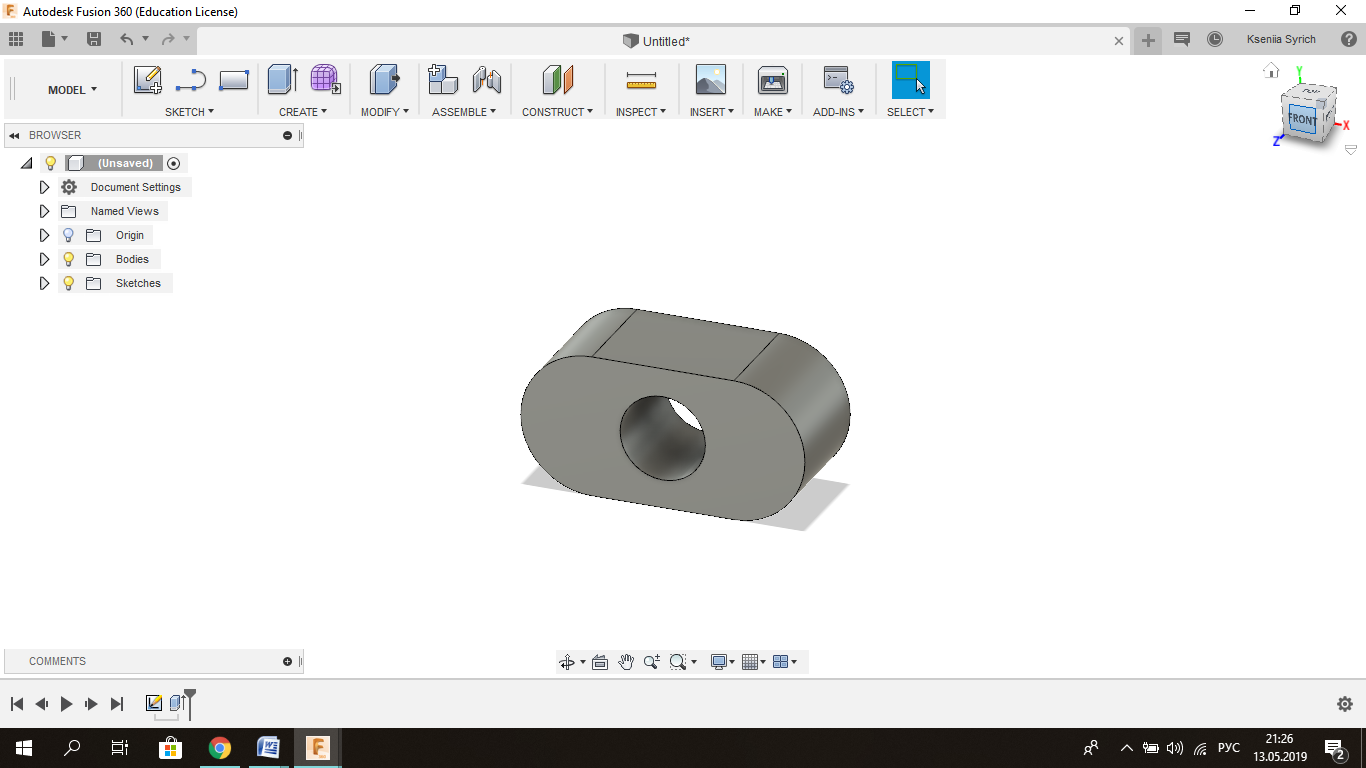 Autodesk Fusion 360 (Education License)
Untitled*
Kseniia Syrich
MODEL
SKETCH
CREATE
MODIFY
ASSEMBLE
CONSTRUCT
INSPECT
INSERT
MAKE
ADD-INS
SELECT
Y
TOP
FRONT
X
Z
BROWSER
(Unsaved)
Document Settings
Named Views
Origin
Bodies
Sketches
COMMENTS
РУС
21:26
13.05.2019
2